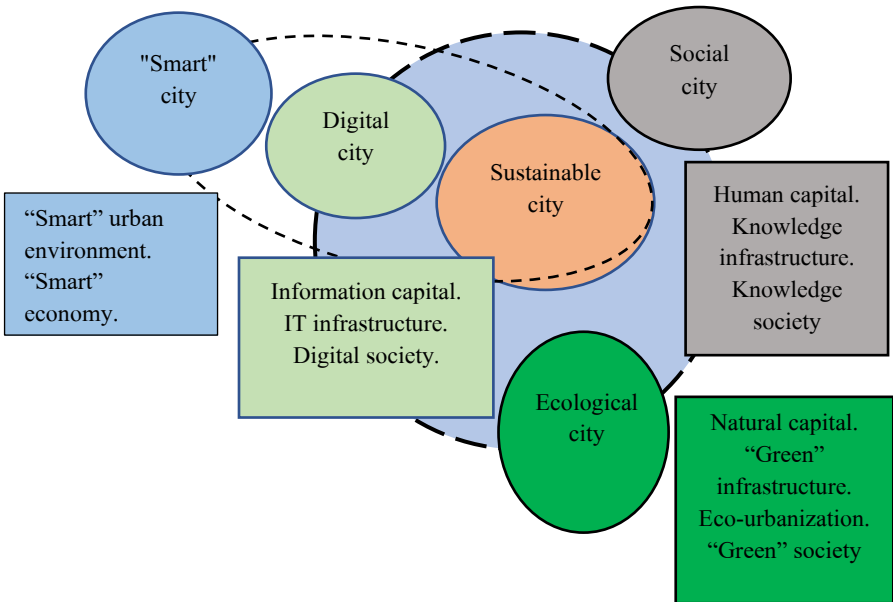 "Smart"
city
Social
city
Digital
city
Sustainable
city
“Smart” urban
environment.
“Smart”
economy.
Human capital.
Knowledge
infrastructure.
Knowledge
society
Information capital.
IT infrastructure.
Digital society.
Ecological
city
Natural capital.
“Green”
infrastructure.
Eco-urbanization.
“Green” society